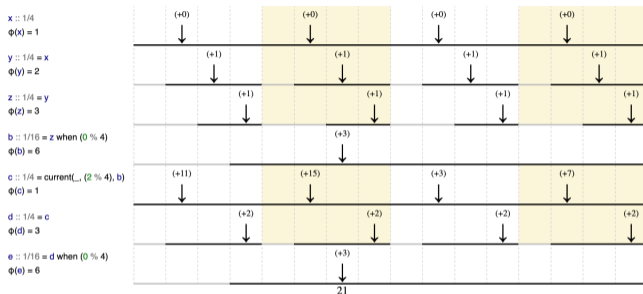 x :: 1/4
ϕ(x) = 1
(+0) (+0) (+0) (+0)
y :: 1/4 = x
ϕ(y) = 2
(+1) (+1) (+1) (+1)
z :: 1/4 = y
ϕ(z) = 3
(+1) (+1) (+1) (+1)
b :: 1/16 = z when (0 % 4)
ϕ(b) = 6
(+3)
c :: 1/4 = current(_, (2 % 4), b)
ϕ(c) = 1
(+11) (+15) (+3) (+7)
d :: 1/4 = c
ϕ(d) = 3
(+2) (+2) (+2) (+2)
e :: 1/16 = d when (0 % 4)
ϕ(e) = 6
(+3)
21